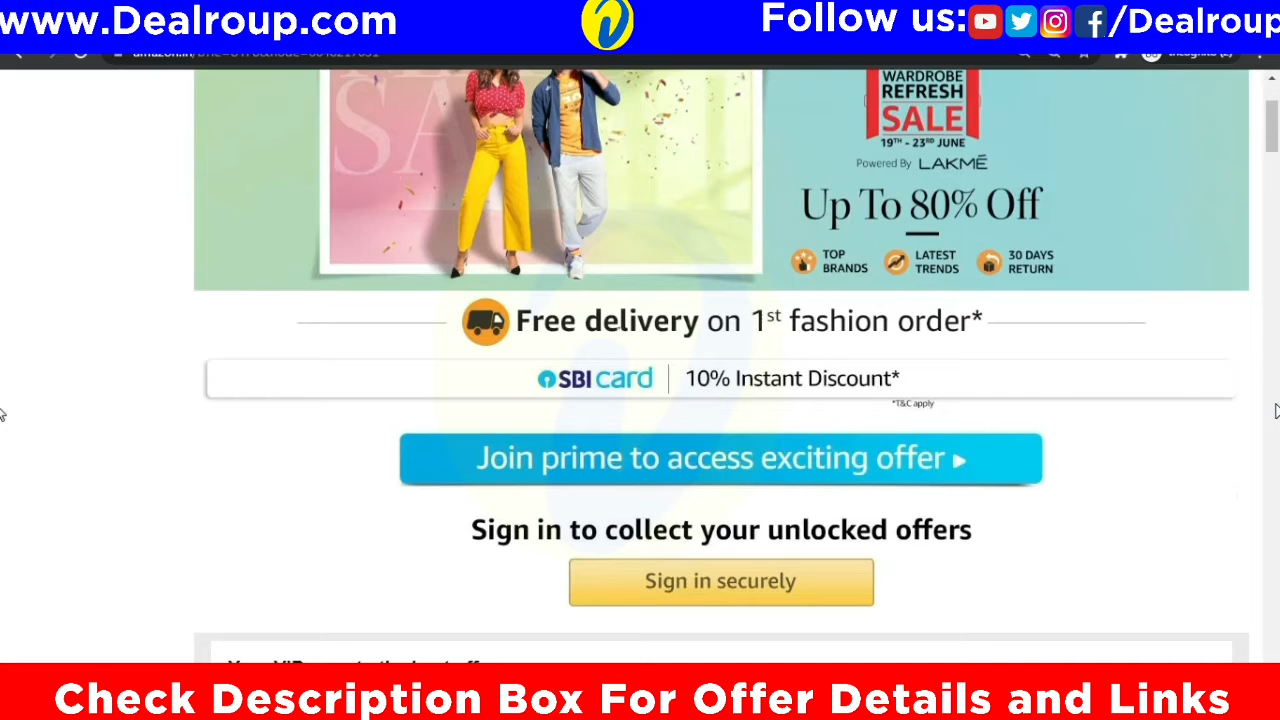 www.Dealroup.com
Follow us:
/Dealroup
SALE
WARDROBE
REFRESH
SALE
19TH - 23RD JUNE
Powered By LAKMĒ
Up To 80% Off
TOP
BRANDS
LATEST
TRENDS
30 DAYS
RETURN
Free delivery on 1st fashion order*
SBI card
10% Instant Discount*
*T&C apply
Join prime to access exciting offer
Sign in to collect your unlocked offers
Sign in securely
Check Description Box For Offer Details and Links